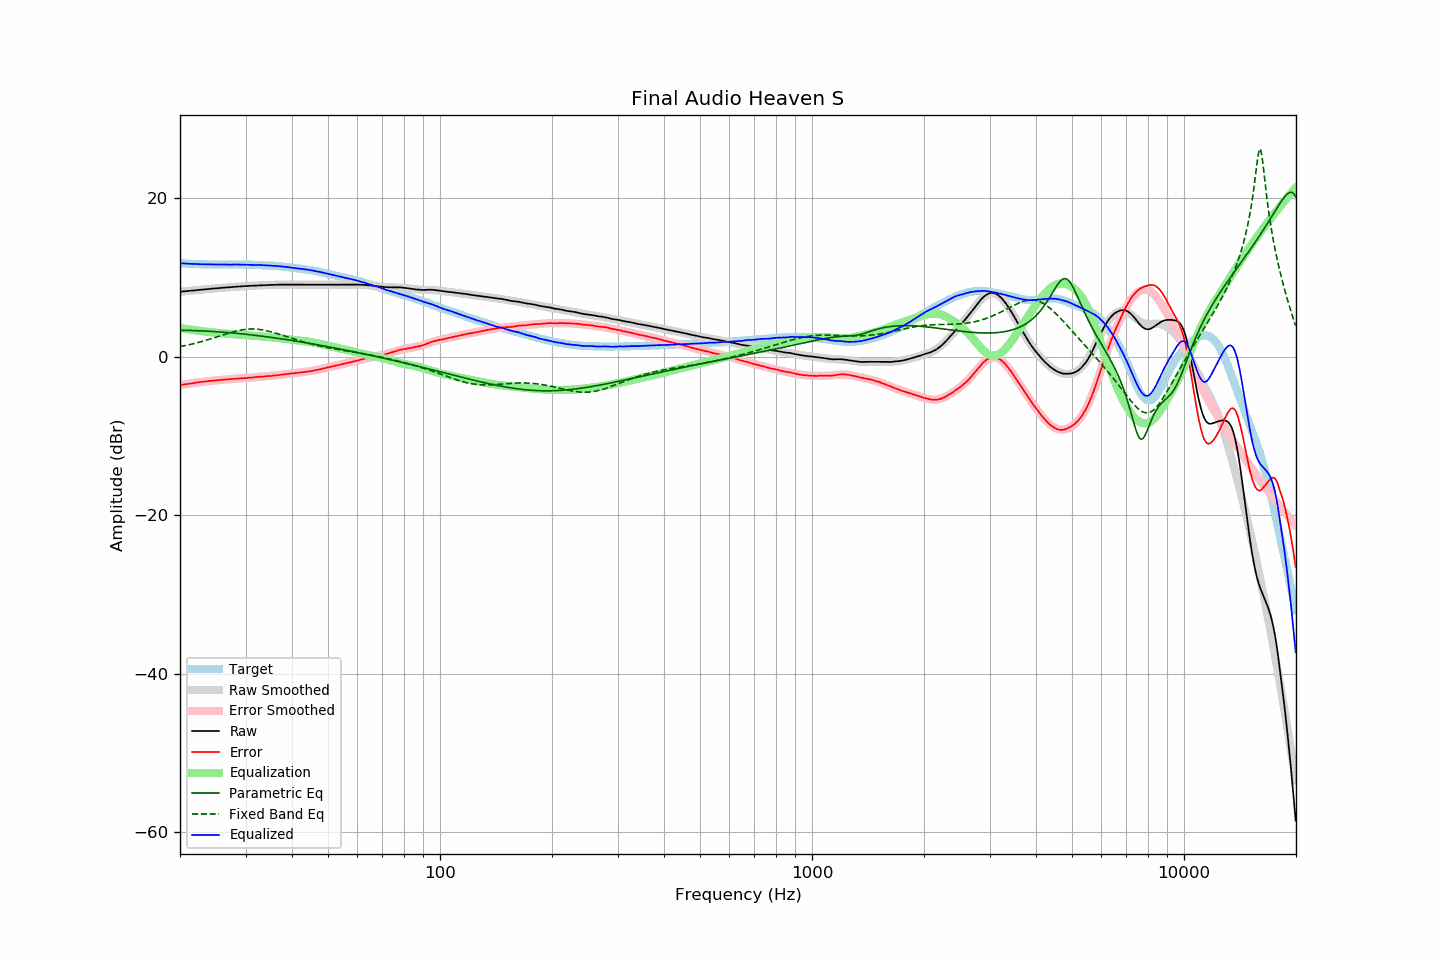 Final Audio Heaven S
20
0
−20
−40
−60
Amplitude (dBr)
Target
Raw Smoothed
Error Smoothed
Raw
Error
Equalization
Parametric Eq
Fixed Band Eq
Equalized
100
1000
10000
Frequency (Hz)